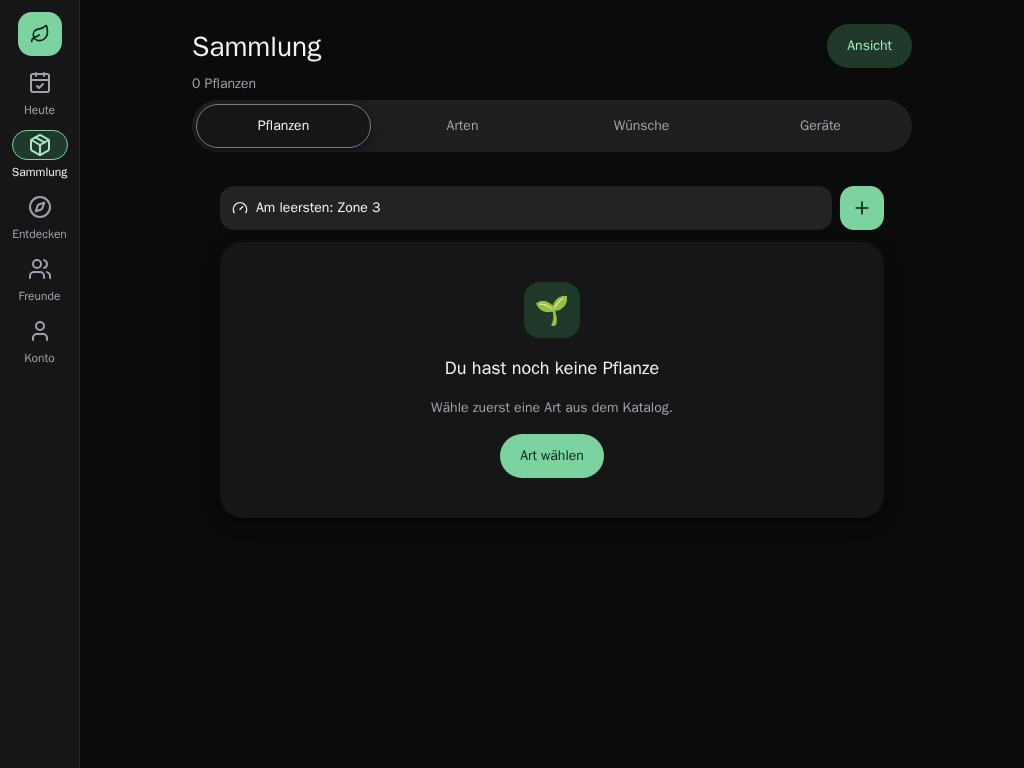 Sammlung
Ansicht
0 Pflanzen
Heute
Sammlung
Entdecken
Freunde
Konto
Pflanzen
Arten
Wünsche
Geräte
Am leersten: Zone 3
Du hast noch keine Pflanze
Wähle zuerst eine Art aus dem Katalog.
Art wählen